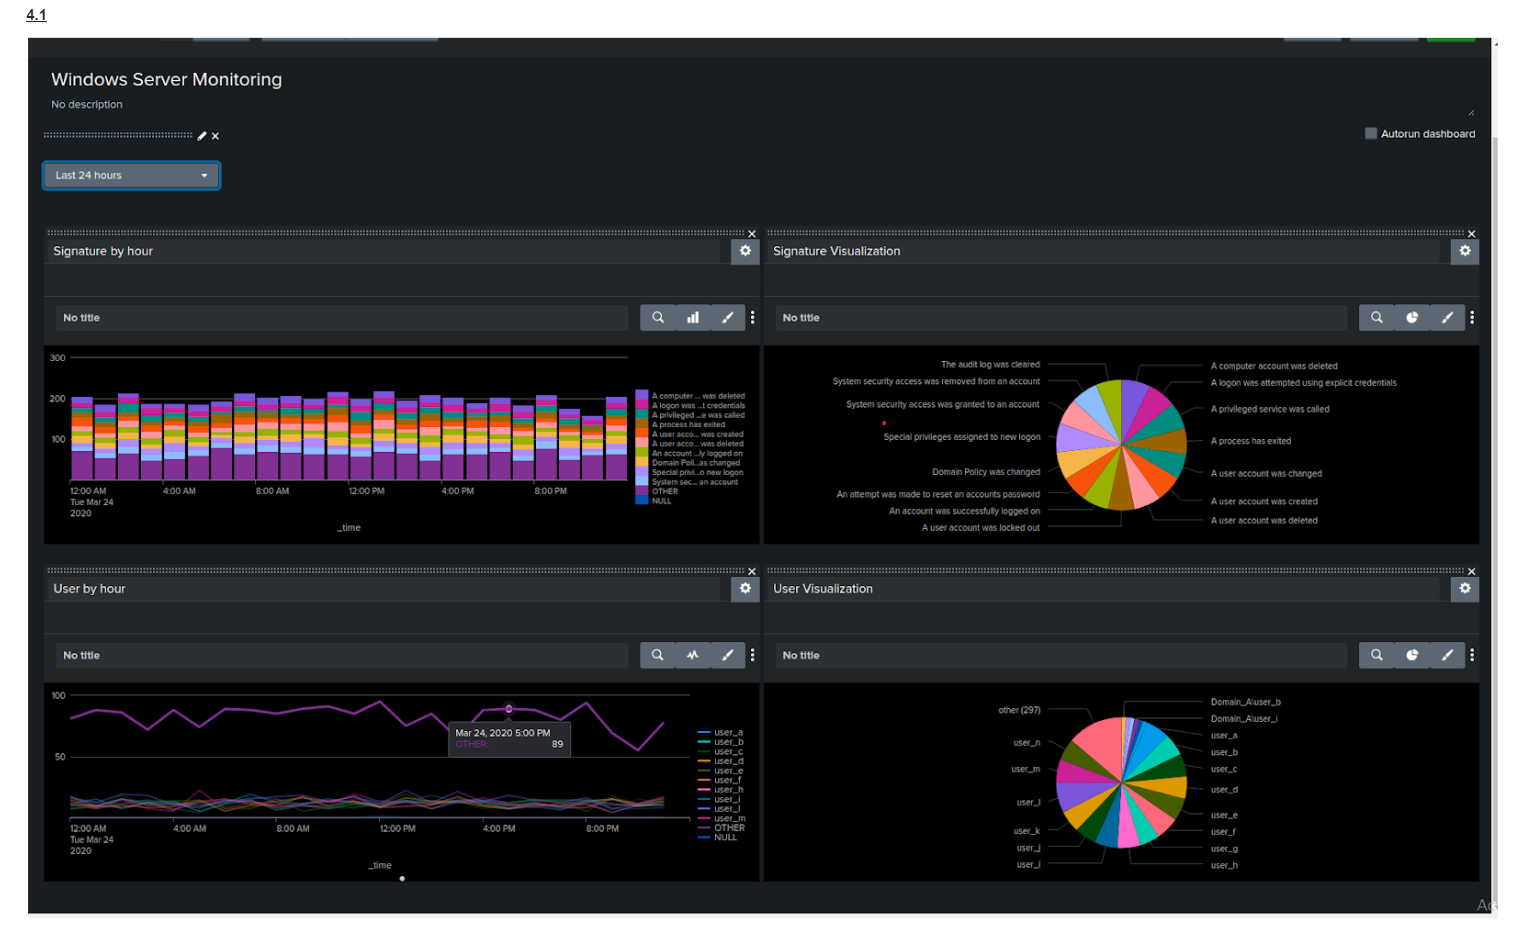 4.1
Windows Server Monitoring
No description
Autorun dashboard
Last 24 hours
Signature by hour
No title
300
200
100
12:00 AM
Tue Mar 24
2020
4:00 AM
8:00 AM
12:00 PM
4:00 PM
8:00 PM
_time
A computer ... was deleted
A logon was ...t credentials
A privileged ...e was called
A process has exited
A user acco... was created
A user acco... was deleted
An account ...ly logged on
Domain Poli...as changed
Special privi...o new logon
System sec... an account
OTHER
NULL
Signature Visualization
No title
The audit log was cleared
System security access was removed from an account
System security access was granted to an account
Special privileges assigned to new logon
Domain Policy was changed
An attempt was made to reset an accounts password
An account was successfully logged on
A user account was locked out
A computer account was deleted
A logon was attempted using explicit credentials
A privileged service was called
A process has exited
A user account was changed
A user account was created
A user account was deleted
User by hour
No title
100
50
Mar 24, 2020 5:00 PM
OTHER: 89
12:00 AM
Tue Mar 24
2020
4:00 AM
8:00 AM
12:00 PM
4:00 PM
8:00 PM
_time
user_a
user_b
user_c
user_d
user_e
user_f
user_h
user_i
user_l
user_m
OTHER
NULL
User Visualization
No title
other (297)
user_n
user_m
user_l
user_k
user_j
user_i
Domain_A\user_b
Domain_A\user_i
user_a
user_b
user_c
user_d
user_e
user_f
user_g
user_h